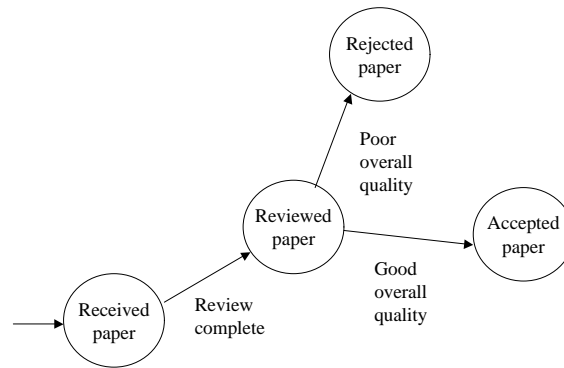 Rejected
paper
Poor
overall
quality
Reviewed
paper
Accepted
paper
Good
overall
quality
Received
paper
Review
complete